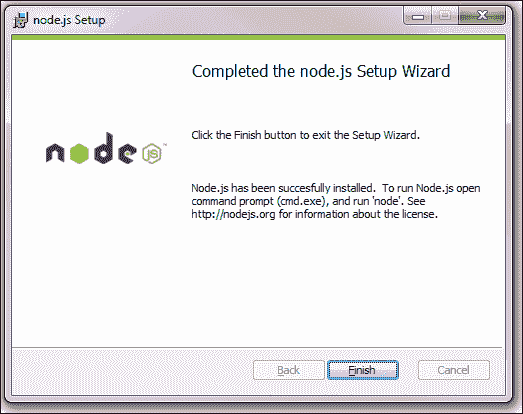 node.js Setup
Completed the node.js Setup Wizard
Click the Finish button to exit the Setup Wizard.
node js™
Node.js has been succesfully installed. To run Node.js open
command prompt (cmd.exe), and run 'node'. See
http://nodejs.org for information about the license.
Back Finish Cancel